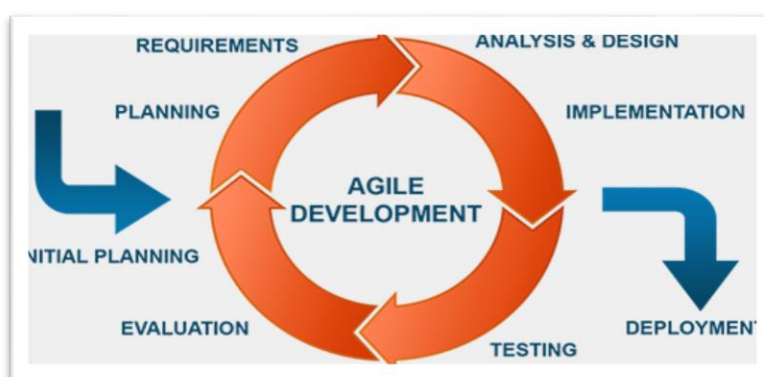 REQUIREMENTS
ANALYSIS & DESIGN
PLANNING
IMPLEMENTATION
AGILE
DEVELOPMENT
NITIAL PLANNING
EVALUATION
DEPLOYMENT
TESTING